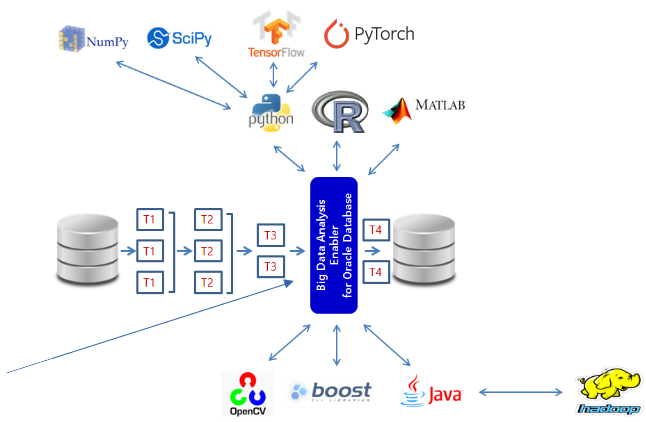 NumPy
SciPy
TensorFlow
PyTorch
python
R
MATLAB
T1
T2
T3
T4
T1
T2
T3
T4
T1
T2
Big Data Analysis
Enabler
for Oracle Database
OpenCV
boost
C++ LIBRARIES
Java
hadoop